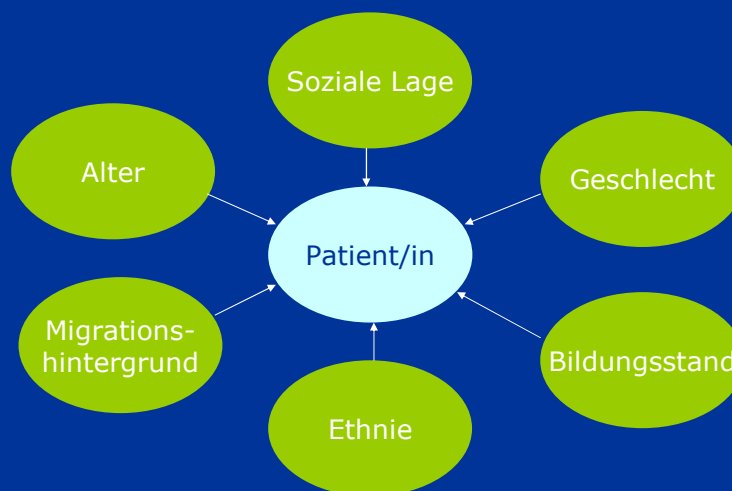 Soziale Lage
Alter
Geschlecht
Patient/in
Migrations-
hintergrund
Bildungsstand
Ethnie